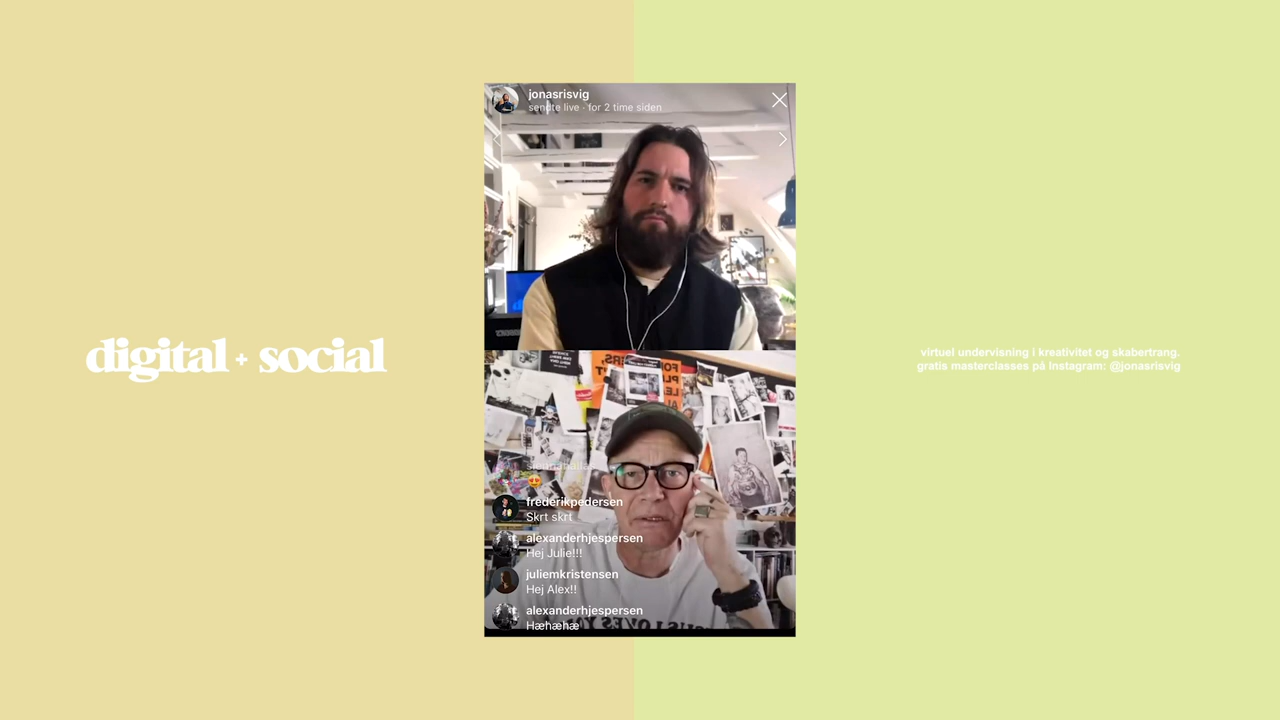 jonasrisvig
sendte live · for 2 time siden
digital + social
virtuel undervisning i kreativitet og skabertrang.
gratis masterclasses på Instagram: @jonasrisvig
frederikpedersen
Skrt skrt
alexanderhjespersen
Hej Julie!!!
juliemkristensen
Hej Alex!!
alexanderhjespersen
Hæhæhæ